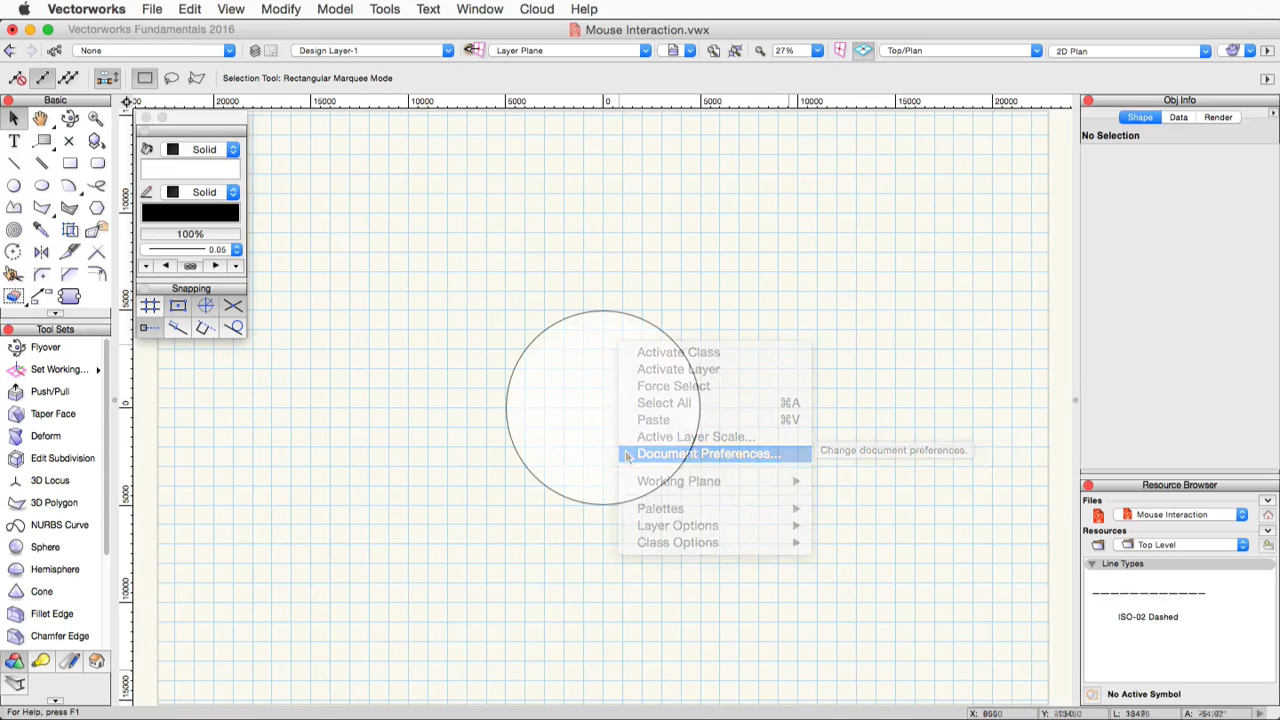 Vectorworks File Edit View Modify Model Tools Text Window Cloud Help
Vectorworks Fundamentals 2016 Mouse Interaction.vwx
None Design Layer-1 Layer Plane 27% Top/Plan 2D Plan
Selection Tool: Rectangular Marquee Mode
Basic
20000 15000 10000 5000 0 5000 10000 15000 20000
Obj Info
Shape Data Render
No Selection
Solid
Solid
100%
0.05
Snapping
10000
5000
0
5000
10000
15000
Tool Sets
Flyover
Set Working...
Push/Pull
Taper Face
Deform
Edit Subdivision
3D Locus
3D Polygon
NURBS Curve
Sphere
Hemisphere
Cone
Fillet Edge
Chamfer Edge
Activate Class
Activate Layer
Force Select
Select All ⌘A
Paste ⌘V
Active Layer Scale...
Document Preferences...
Change document preferences.
Working Plane
Palettes
Layer Options
Class Options
Resource Browser
Files
Mouse Interaction
Resources
Top Level
Line Types
ISO-02 Dashed
No Active Symbol
For Help, press F1
X: Y: L: A: